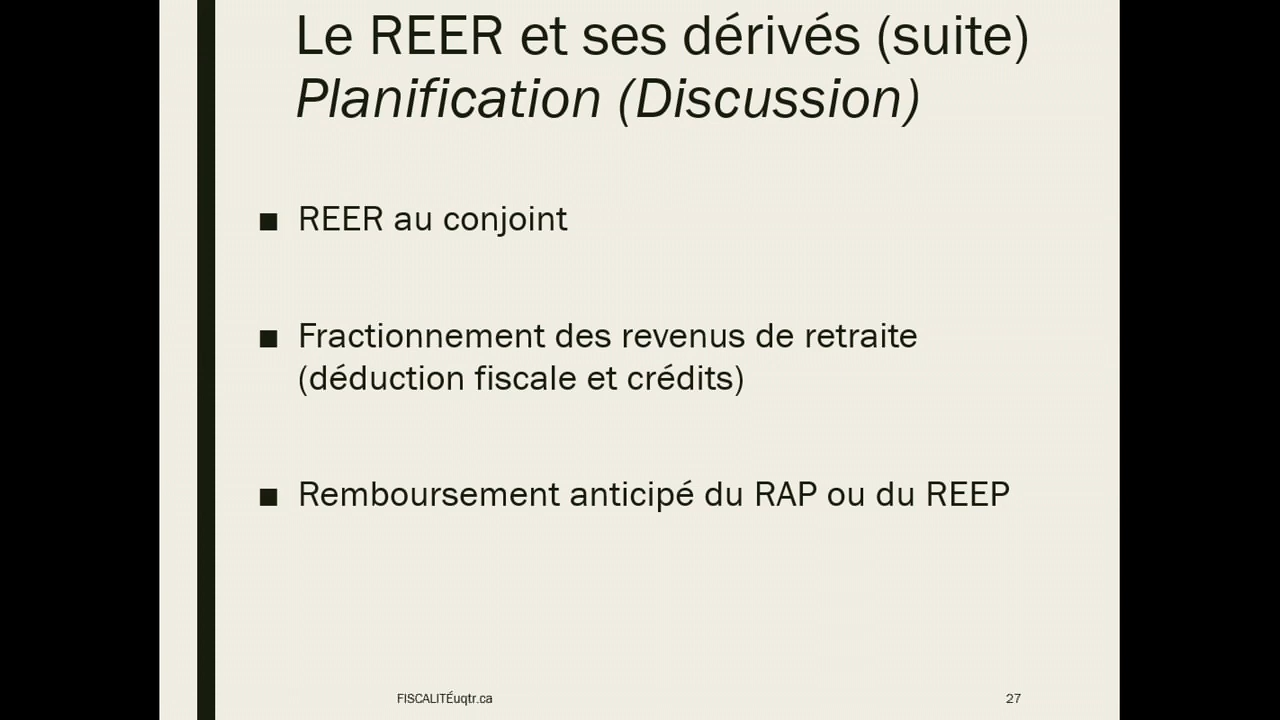 Le REER et ses dérivés (suite)
Planification (Discussion)
■ REER au conjoint
■ Fractionnement des revenus de retraite
(déduction fiscale et crédits)
■ Remboursement anticipé du RAP ou du REEP
FISCALITÉuqtr.ca
27